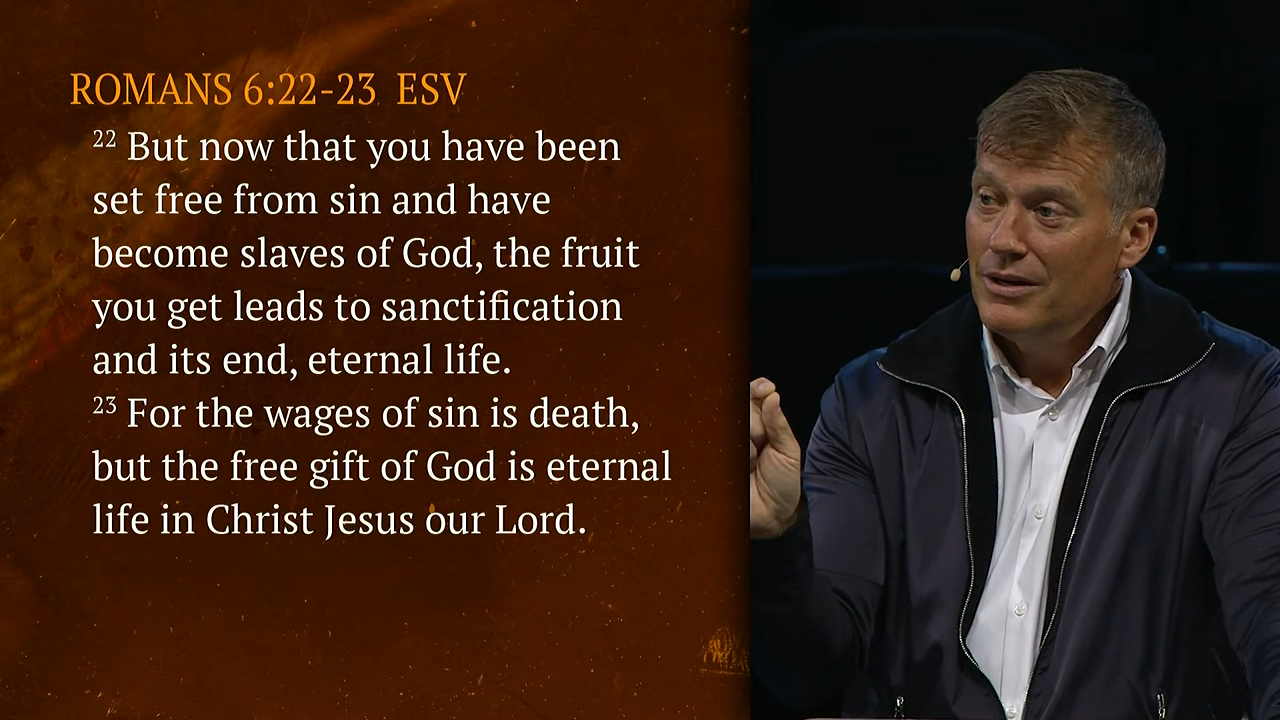 ROMANS 6:22-23 ESV
22 But now that you have been
set free from sin and have
become slaves of God, the fruit
you get leads to sanctification
and its end, eternal life.
23 For the wages of sin is death,
but the free gift of God is eternal
life in Christ Jesus our Lord.